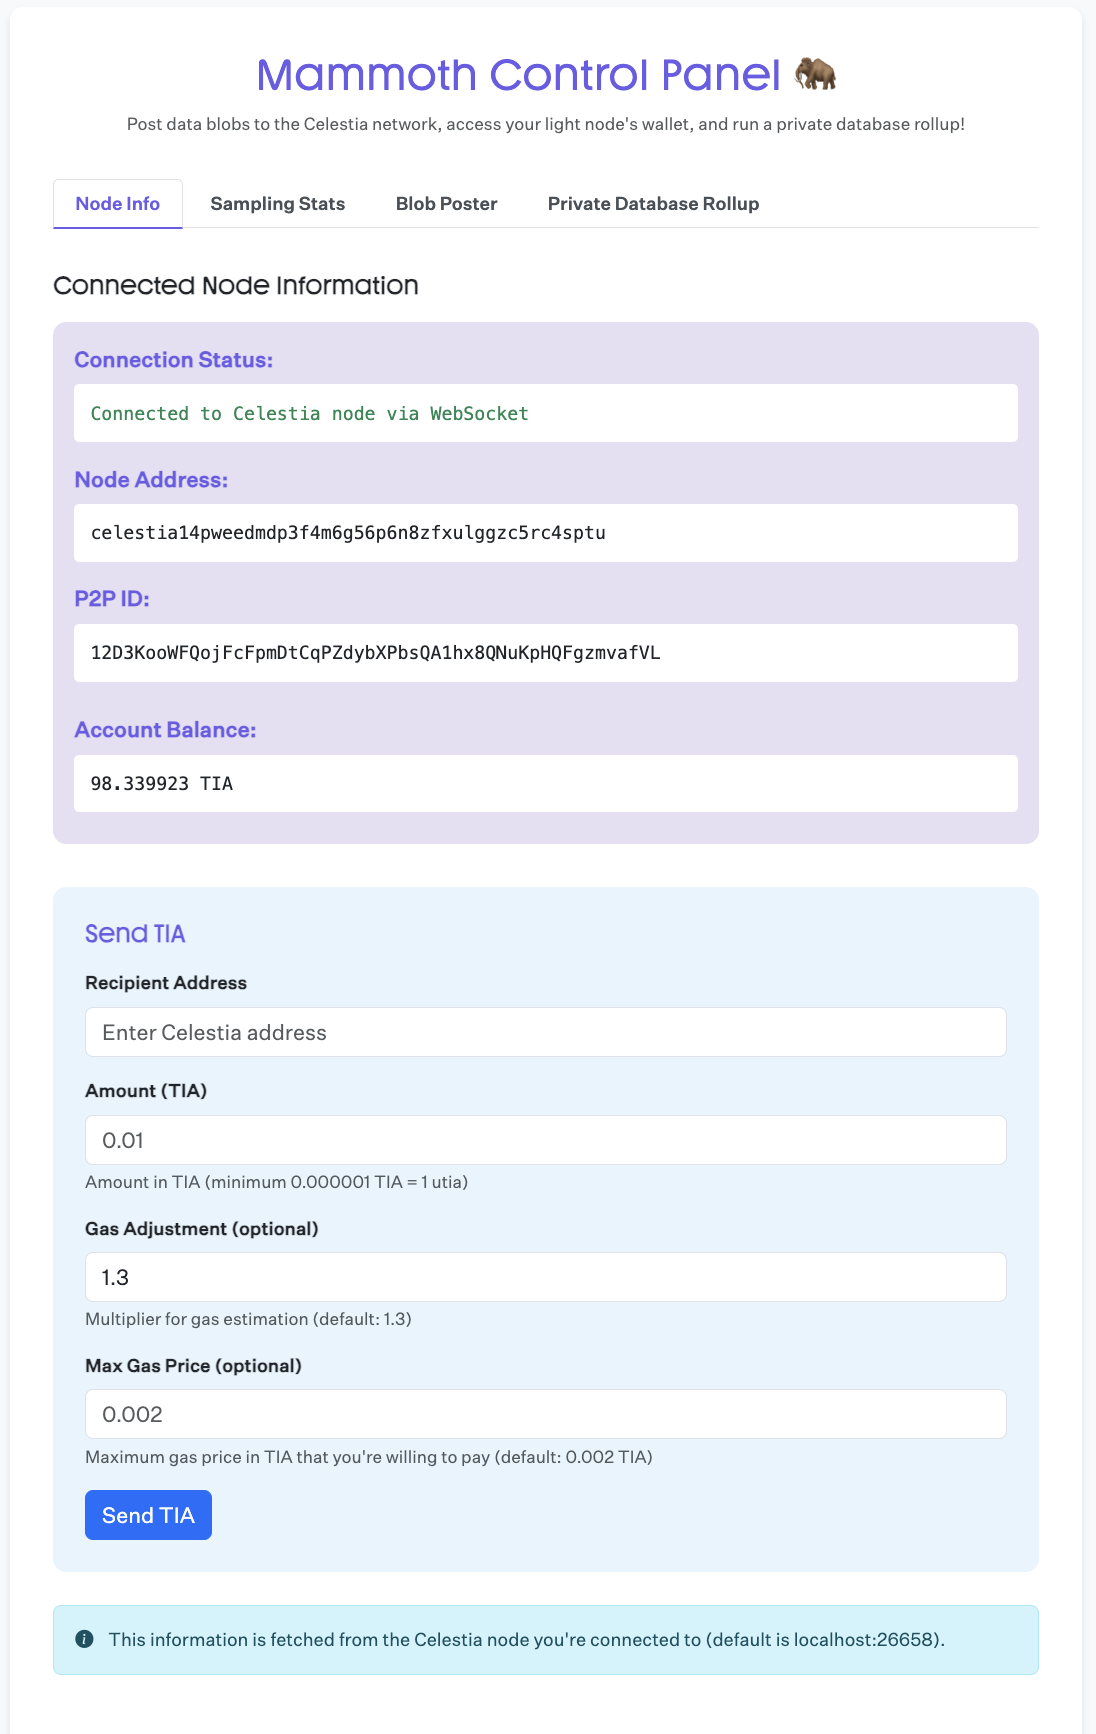 Mammoth Control Panel 🦣
Post data blobs to the Celestia network, access your light node's wallet, and run a private database rollup!
Node Info
Sampling Stats
Blob Poster
Private Database Rollup
Connected Node Information
Connection Status:
Connected to Celestia node via WebSocket
Node Address:
celestia14pweedmdp3f4m6g56p6n8zfxulggzc5rc4sptu
P2P ID:
12D3KooWFQojFcFpmDtCqPZdybXPbsQA1hx8QNuKpHQFgzmvafVL
Account Balance:
98.339923 TIA
Send TIA
Recipient Address
Enter Celestia address
Amount (TIA)
0.01
Amount in TIA (minimum 0.000001 TIA = 1 utia)
Gas Adjustment (optional)
1.3
Multiplier for gas estimation (default: 1.3)
Max Gas Price (optional)
0.002
Maximum gas price in TIA that you're willing to pay (default: 0.002 TIA)
Send TIA
This information is fetched from the Celestia node you're connected to (default is localhost:26658).